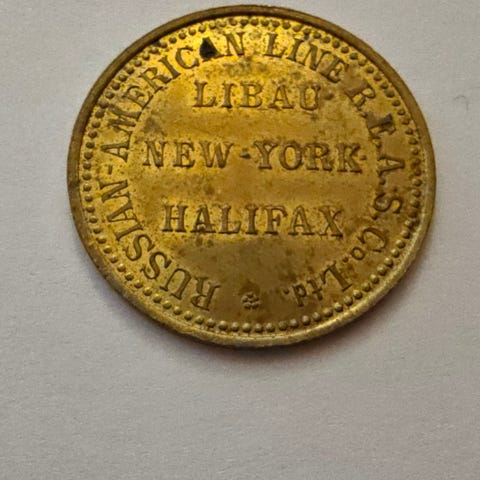 RUSSIAN-AMERICAN LINE R.E.A.S.Co.Ltd.
LIBAU
NEW-YORK
HALIFAX